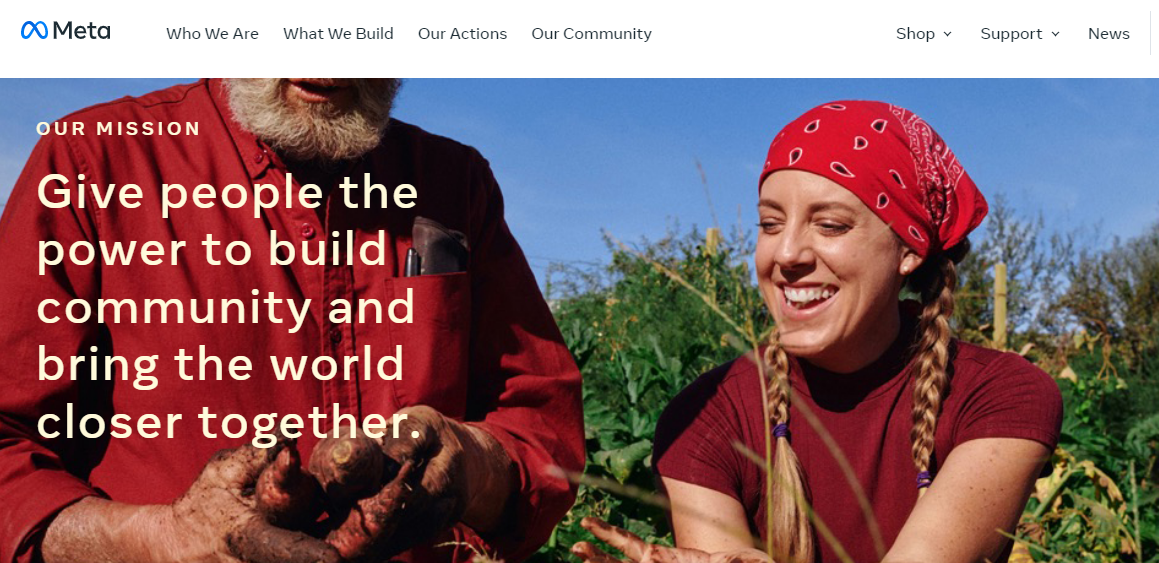 Meta
Who We Are
What We Build
Our Actions
Our Community
Shop
Support
News
OUR MISSION
Give people the
power to build
community and
bring the world
closer together.